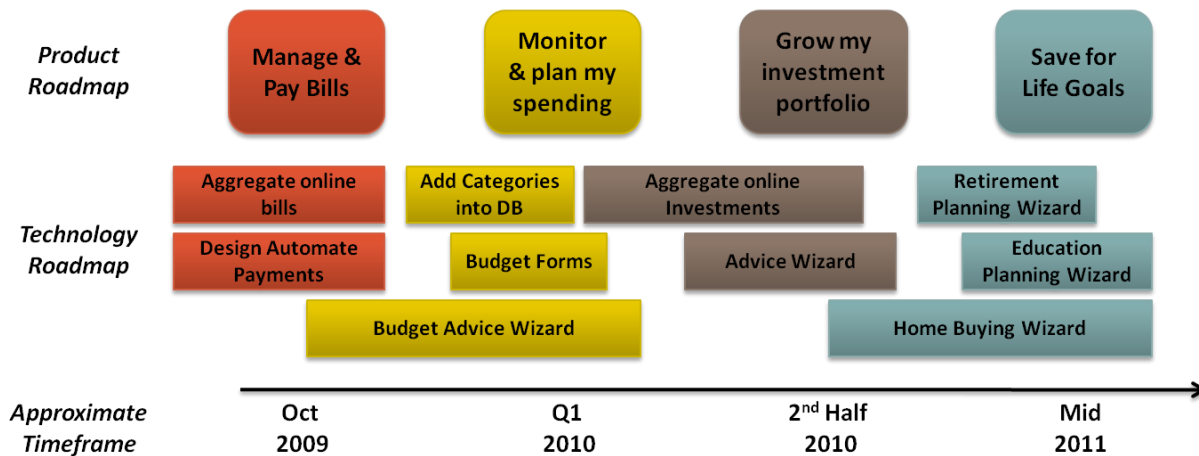 Product
Roadmap
Manage &
Pay Bills
Monitor
& plan my
spending
Grow my
investment
portfolio
Save for
Life Goals
Technology
Roadmap
Aggregate online
bills
Add Categories
into DB
Aggregate online
Investments
Retirement
Planning Wizard
Design Automate
Payments
Budget Forms
Advice Wizard
Education
Planning Wizard
Budget Advice Wizard
Home Buying Wizard
Approximate
Timeframe
Oct
2009
Q1
2010
2nd Half
2010
Mid
2011